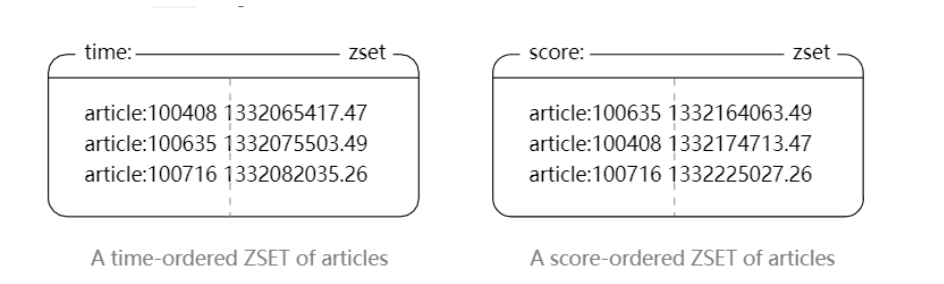 time: zset
article:100408 1332065417.47
article:100635 1332075503.49
article:100716 1332082035.26
A time-ordered ZSET of articles
score: zset
article:100635 1332164063.49
article:100408 1332174713.47
article:100716 1332225027.26
A score-ordered ZSET of articles